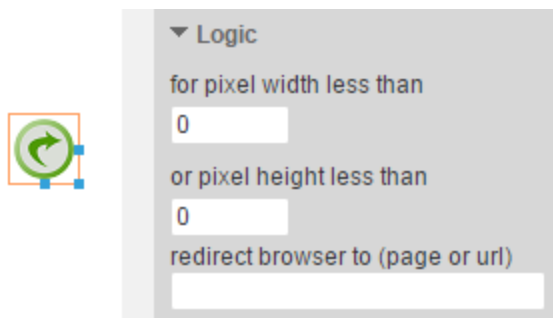 Logic
for pixel width less than
0
or pixel height less than
0
redirect browser to (page or url)